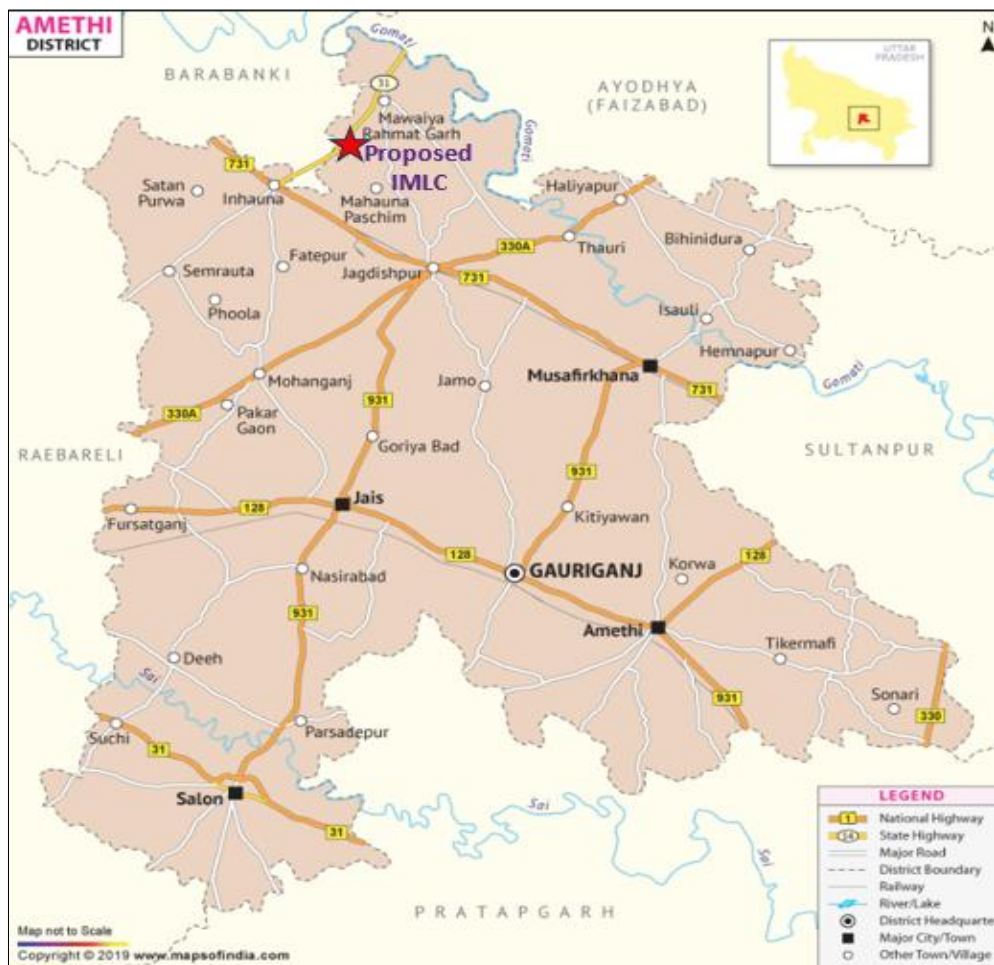 AMETHI
DISTRICT
N
UTTAR
PRADESH
BARABANKI
Gomati
31
AYODHYA
(FAIZABAD)
Mawaiya
Rahmat Garh
Proposed
IMLC
Gomati
731
Satan
Purwa
Inhauna
Mahauna
Paschim
Haliyapur
330A
Thauri
Bihinidura
Fatepur
Semrauta
Jagdishpur
731
Phoola
Isauli
Hemnapur
Musafirkhana
Mohanganj
Jamo
731
Gomati
931
330A
Pakar
Gaon
Goriya Bad
RAEBARELI
SULTANPUR
931
Jais
Fursatganj
128
Kitiyawan
128
128
GAURIGANJ
Korwa
Nasirabad
931
Amethi
Tikermafi
Deeh
Sai
931
Sonari
330
Suchi
Parsadepur
31
Salon
31
Sai
Sai
PRATAPGARH
LEGEND
1 National Highway
14 State Highway
Major Road
District Boundary
Railway
River/Lake
District Headquarte
Major City/Town
Other Town/Village
Map not to Scale
Copyright © 2019 www.mapsofindia.com